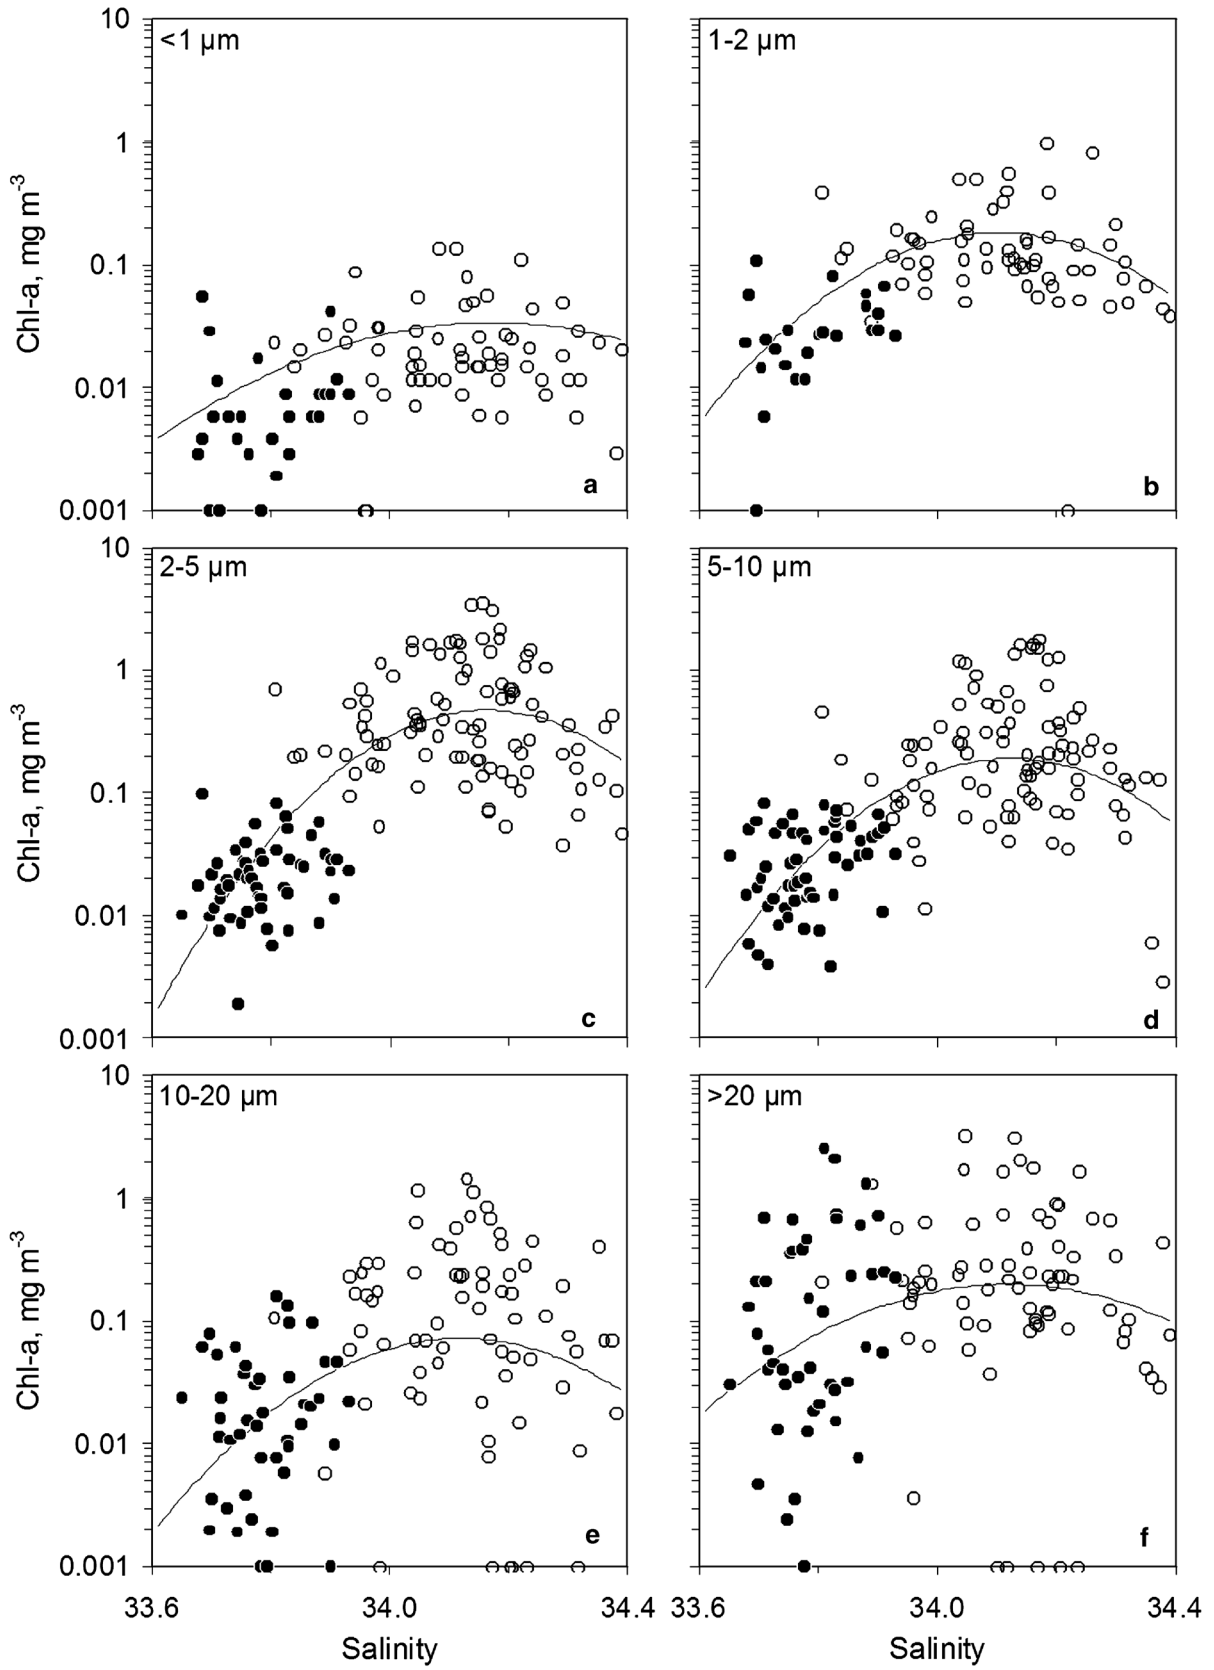 10
<1 µm
1
0.1
0.01
0.001
Chl-a, mg m-3
a
1-2 µm
b
10
2-5 µm
1
0.1
0.01
0.001
Chl-a, mg m-3
c
5-10 µm
d
10
10-20 µm
1
0.1
0.01
0.001
Chl-a, mg m-3
e
33.6 34.0 34.4
Salinity
>20 µm
f
33.6 34.0 34.4
Salinity